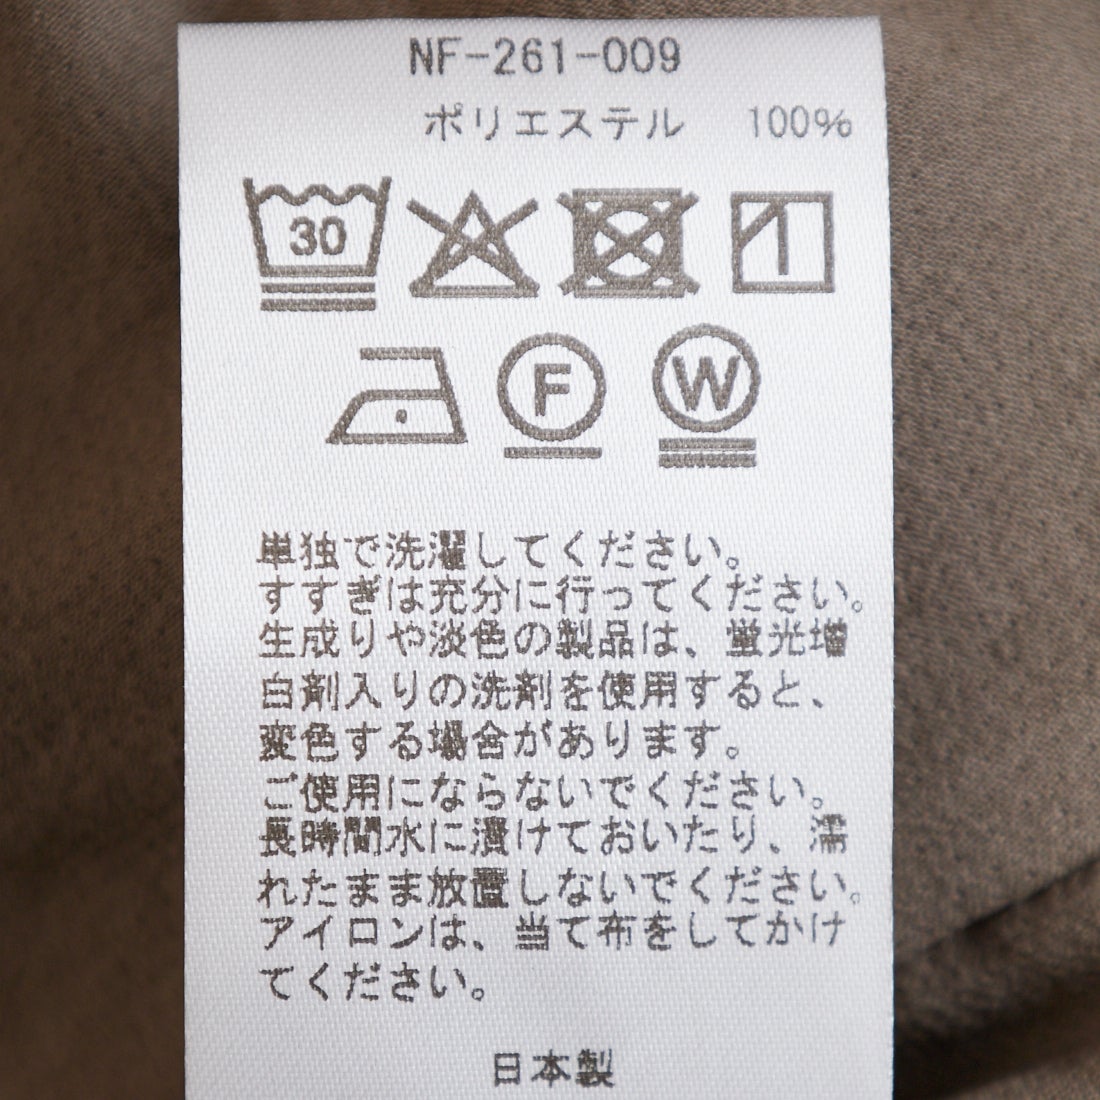 NF-261-009
ポリエステル 100%
30
F W
単独で洗濯してください。
すすぎは充分に行ってください。
生成りや淡色の製品は、蛍光増
白剤入りの洗剤を使用すると、
変色する場合があります。
ご使用にならないでください。
長時間水に漬けておいたり、濡
れたまま放置しないでください。
アイロンは、当て布をしてかけ
てください。
日本製